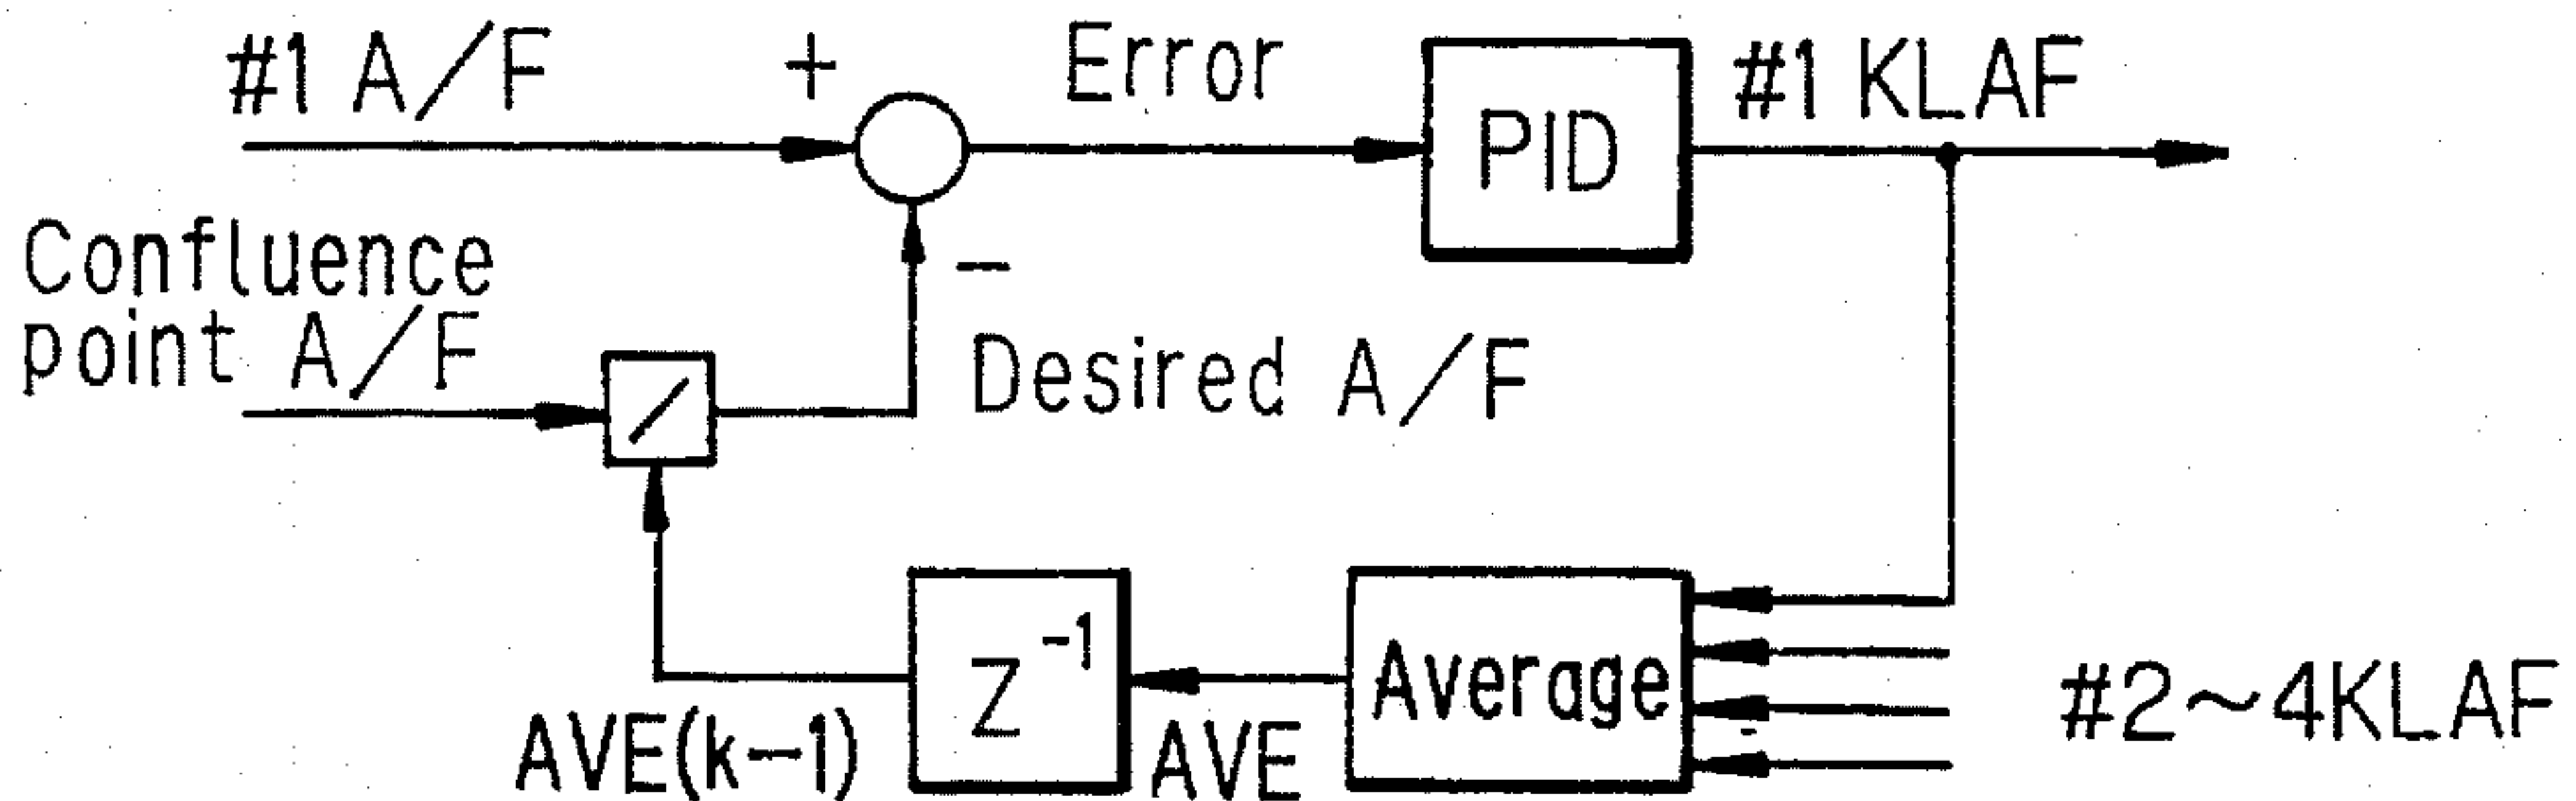 #1 A/F
+
Error
PID
#1 KLAF
Confluence
point A/F
/
−
Desired A/F
Z⁻¹
Average
#2~4KLAF
AVE(k−1)
AVE